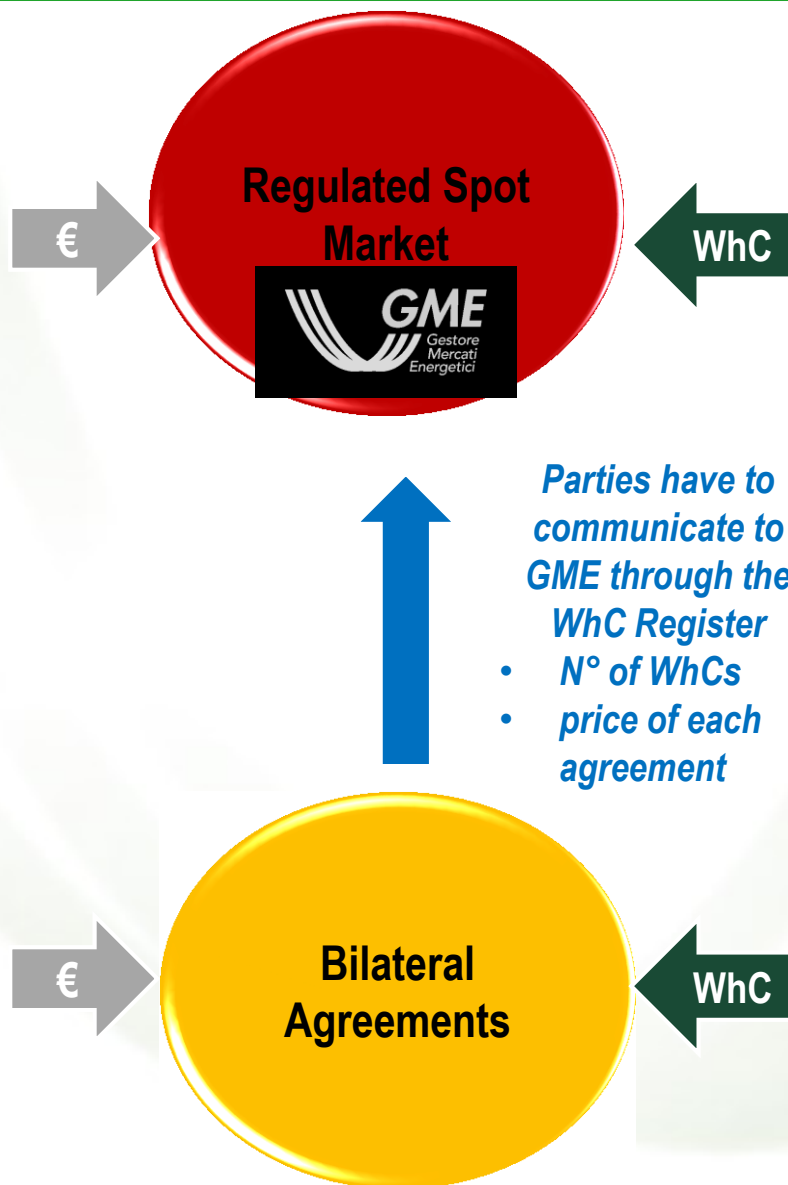 Regulated Spot
Market
€
WhC
GME
Gestore
Mercati
Energetici
Parties have to
communicate to
GME through the
WhC Register
• N° of WhCs
• price of each
agreement
€
Bilateral
Agreements
WhC